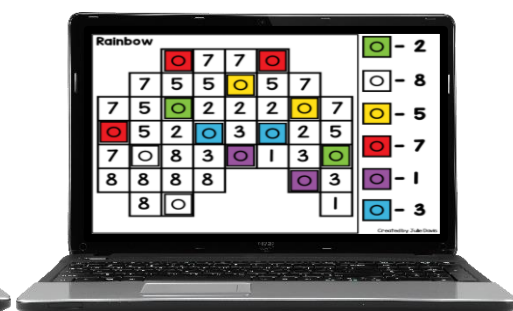 Rainbow
O 7 7 O
7 5 5 O 5 7
7 5 O 2 2 2 O 7
O 5 2 O 3 O 2 5
7 O 8 3 O 1 3 O
8 8 8 8 O 3
8 O 1
O - 2
O - 8
O - 5
O - 7
O - 1
O - 3
Created by Julie Davis